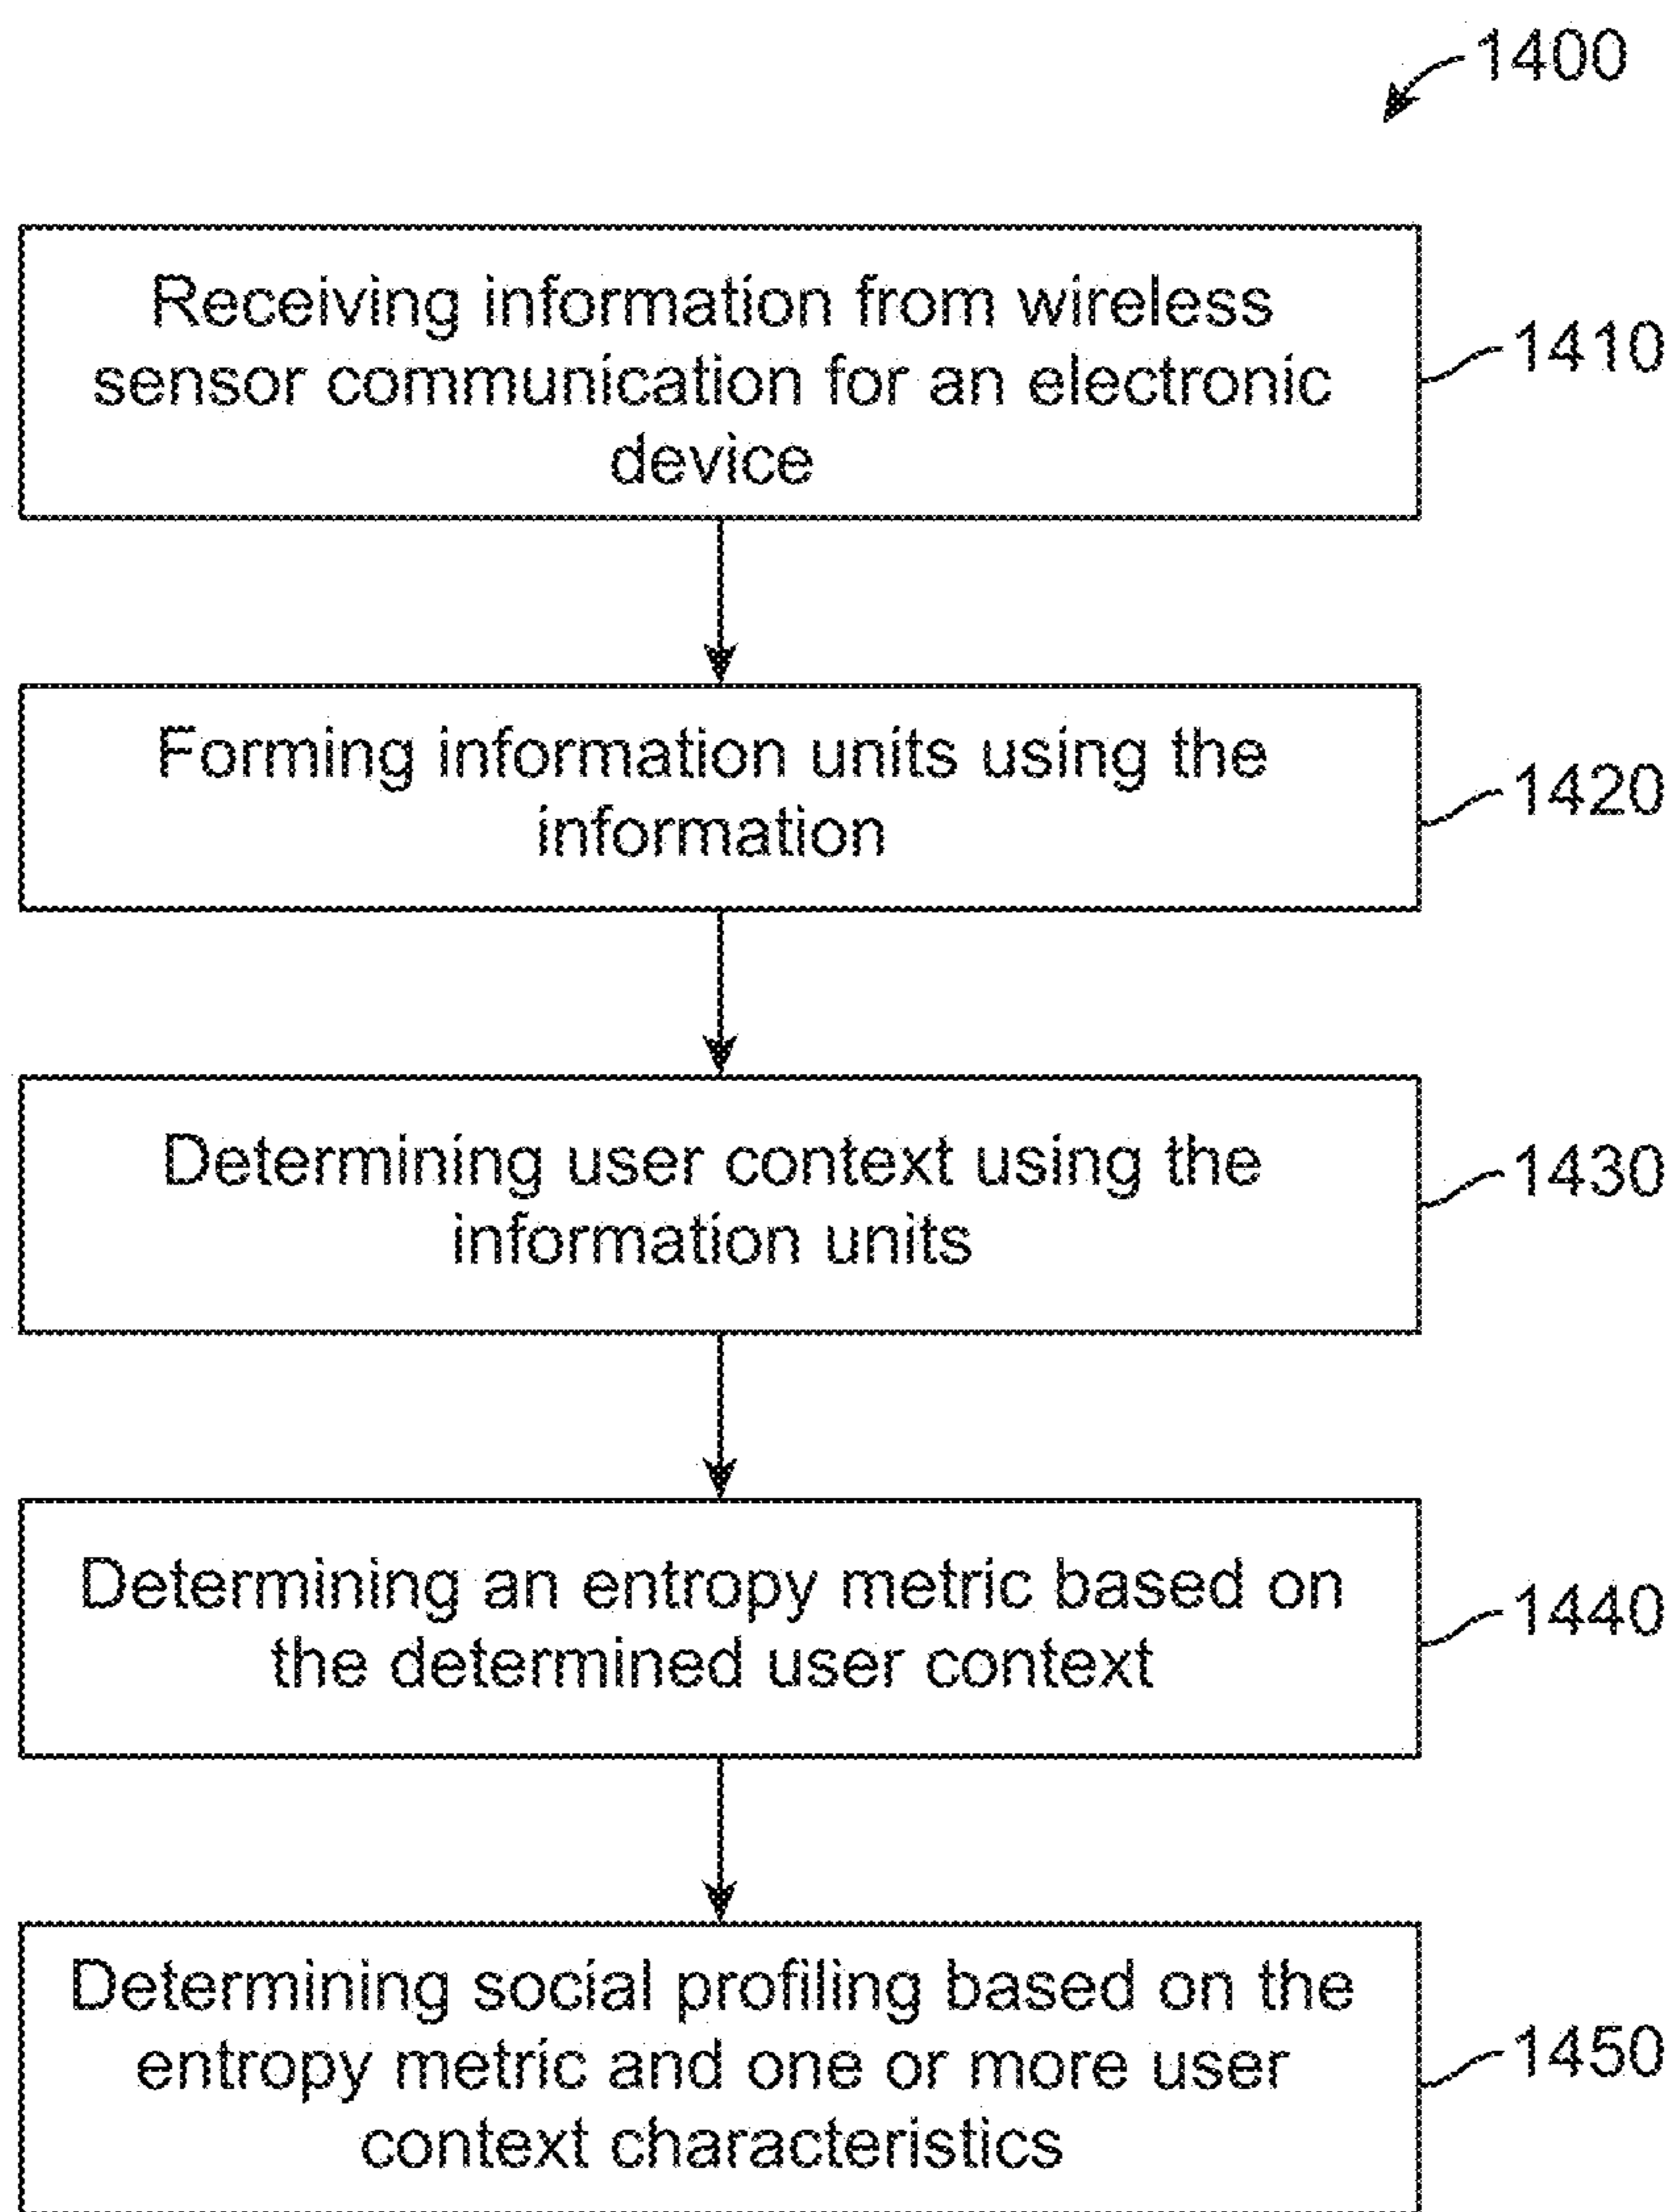 1400
Receiving information from wireless
sensor communication for an electronic
device
1410
Forming information units using the
information
1420
Determining user context using the
information units
1430
Determining an entropy metric based on
the determined user context
1440
Determining social profiling based on the
entropy metric and one or more user
context characteristics
1450